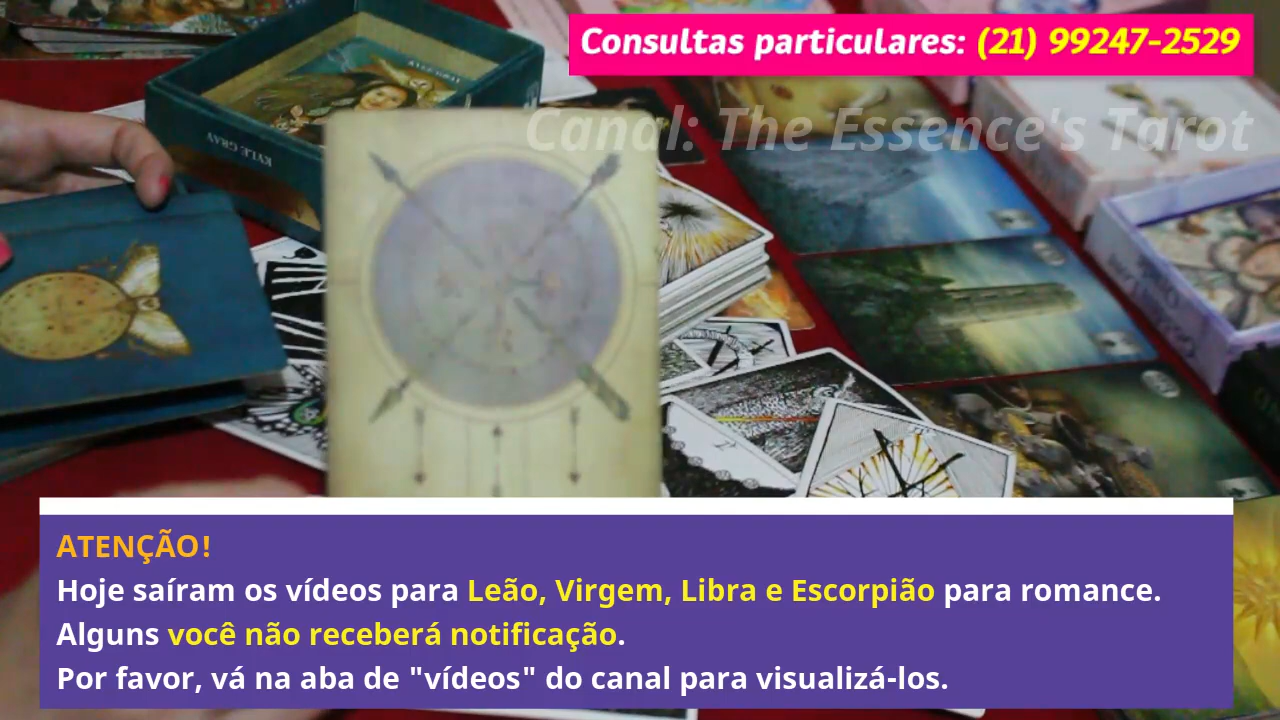 Consultas particulares: (21) 99247-2529
Canal: The Essence's Tarot
KYLE GRAY
ATENÇÃO!
Hoje saíram os vídeos para Leão, Virgem, Libra e Escorpião para romance.
Alguns você não receberá notificação.
Por favor, vá na aba de "vídeos" do canal para visualizá-los.